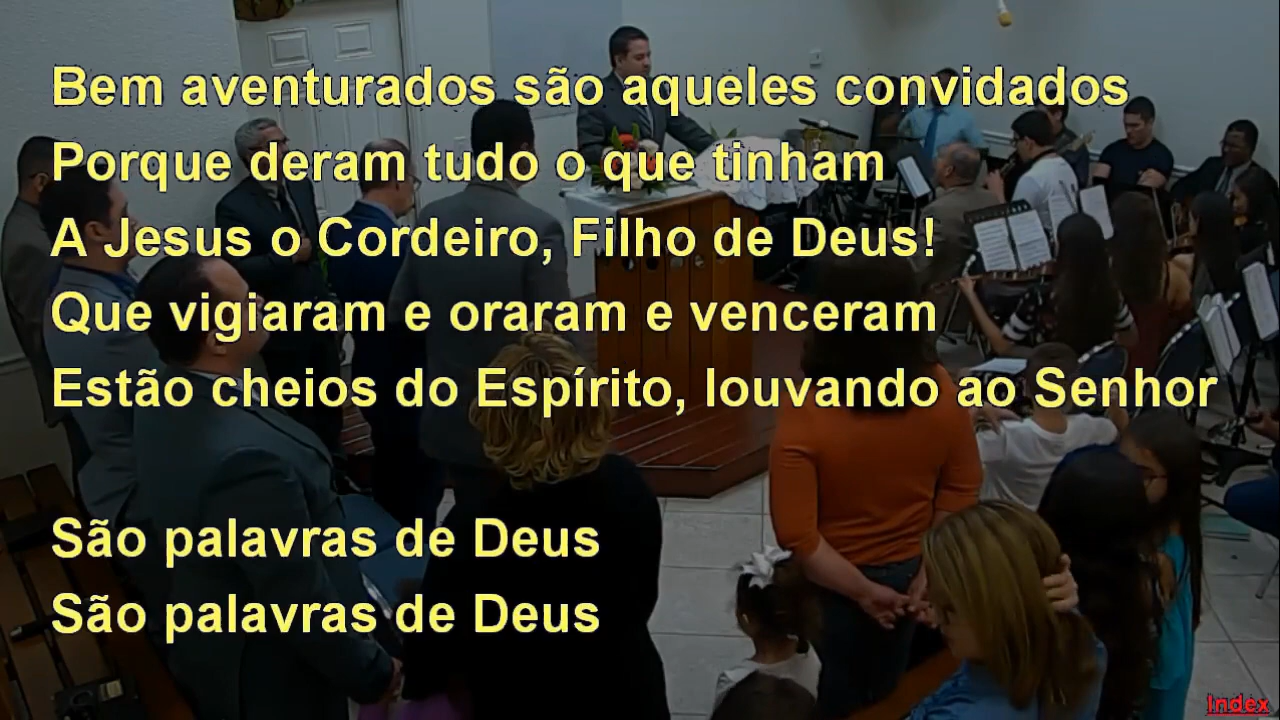 Bem aventurados são aqueles convidados
Porque deram tudo o que tinham
A Jesus o Cordeiro, Filho de Deus!
Que vigiaram e oraram e venceram
Estão cheios do Espírito, louvando ao Senhor
São palavras de Deus
São palavras de Deus
Index